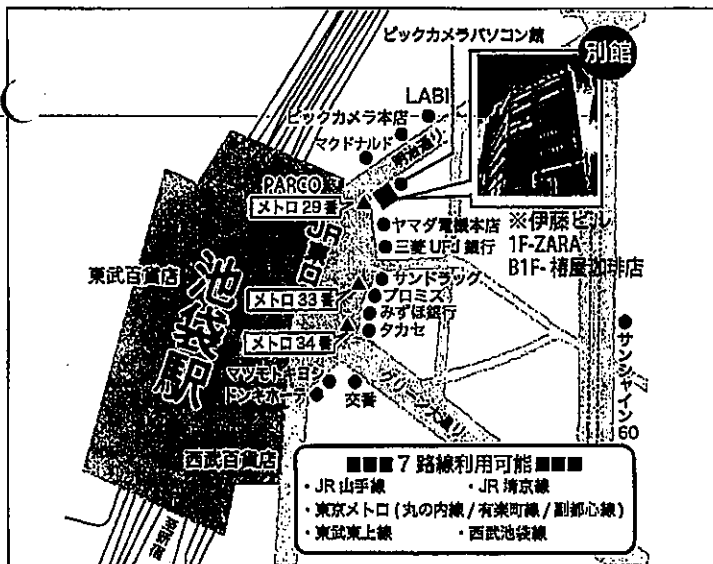 ビックカメラパソコン館
別館
LABI
ビックカメラ本店
マクドナルド
明治通り
PARCO
メトロ29番
JR東口
ヤマダ電機本店
三菱UFJ銀行
※伊藤ビル
1F-ZARA
B1F-椿屋珈琲店
東武百貨店
池袋駅
サンドラッグ
メトロ33番
プロミス
みずほ銀行
メトロ34番
タカセ
マツモトキヨシ
ドンキホーテ
交番
グリーン大通り
サンシャイン60
西武百貨店
■■■7路線利用可能■■■
・JR山手線 ・JR埼京線
・東京メトロ(丸の内線/有楽町線/副都心線)
・東武東上線 ・西武池袋線